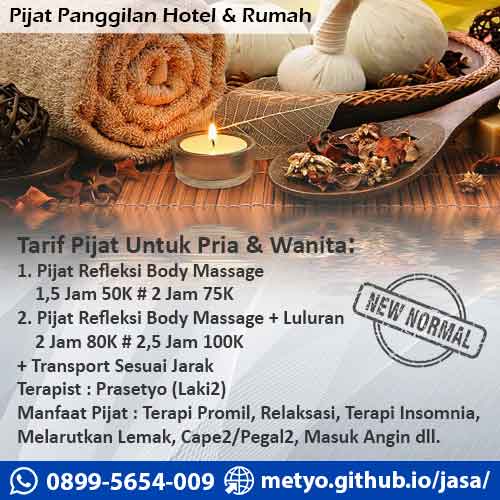 Pijat Panggilan Hotel & Rumah
Tarif Pijat Untuk Pria & Wanita:
1. Pijat Refleksi Body Massage
1,5 Jam 50K # 2 Jam 75K
2. Pijat Refleksi Body Massage + Luluran
2 Jam 80K # 2,5 Jam 100K
+ Transport Sesuai Jarak
Terapist : Prasetyo (Laki2)
Manfaat Pijat : Terapi Promil, Relaksasi, Terapi Insomnia,
Melarutkan Lemak, Cape2/Pegal2, Masuk Angin dll.
NEW NORMAL
0899-5654-009
metyo.github.io/jasa/